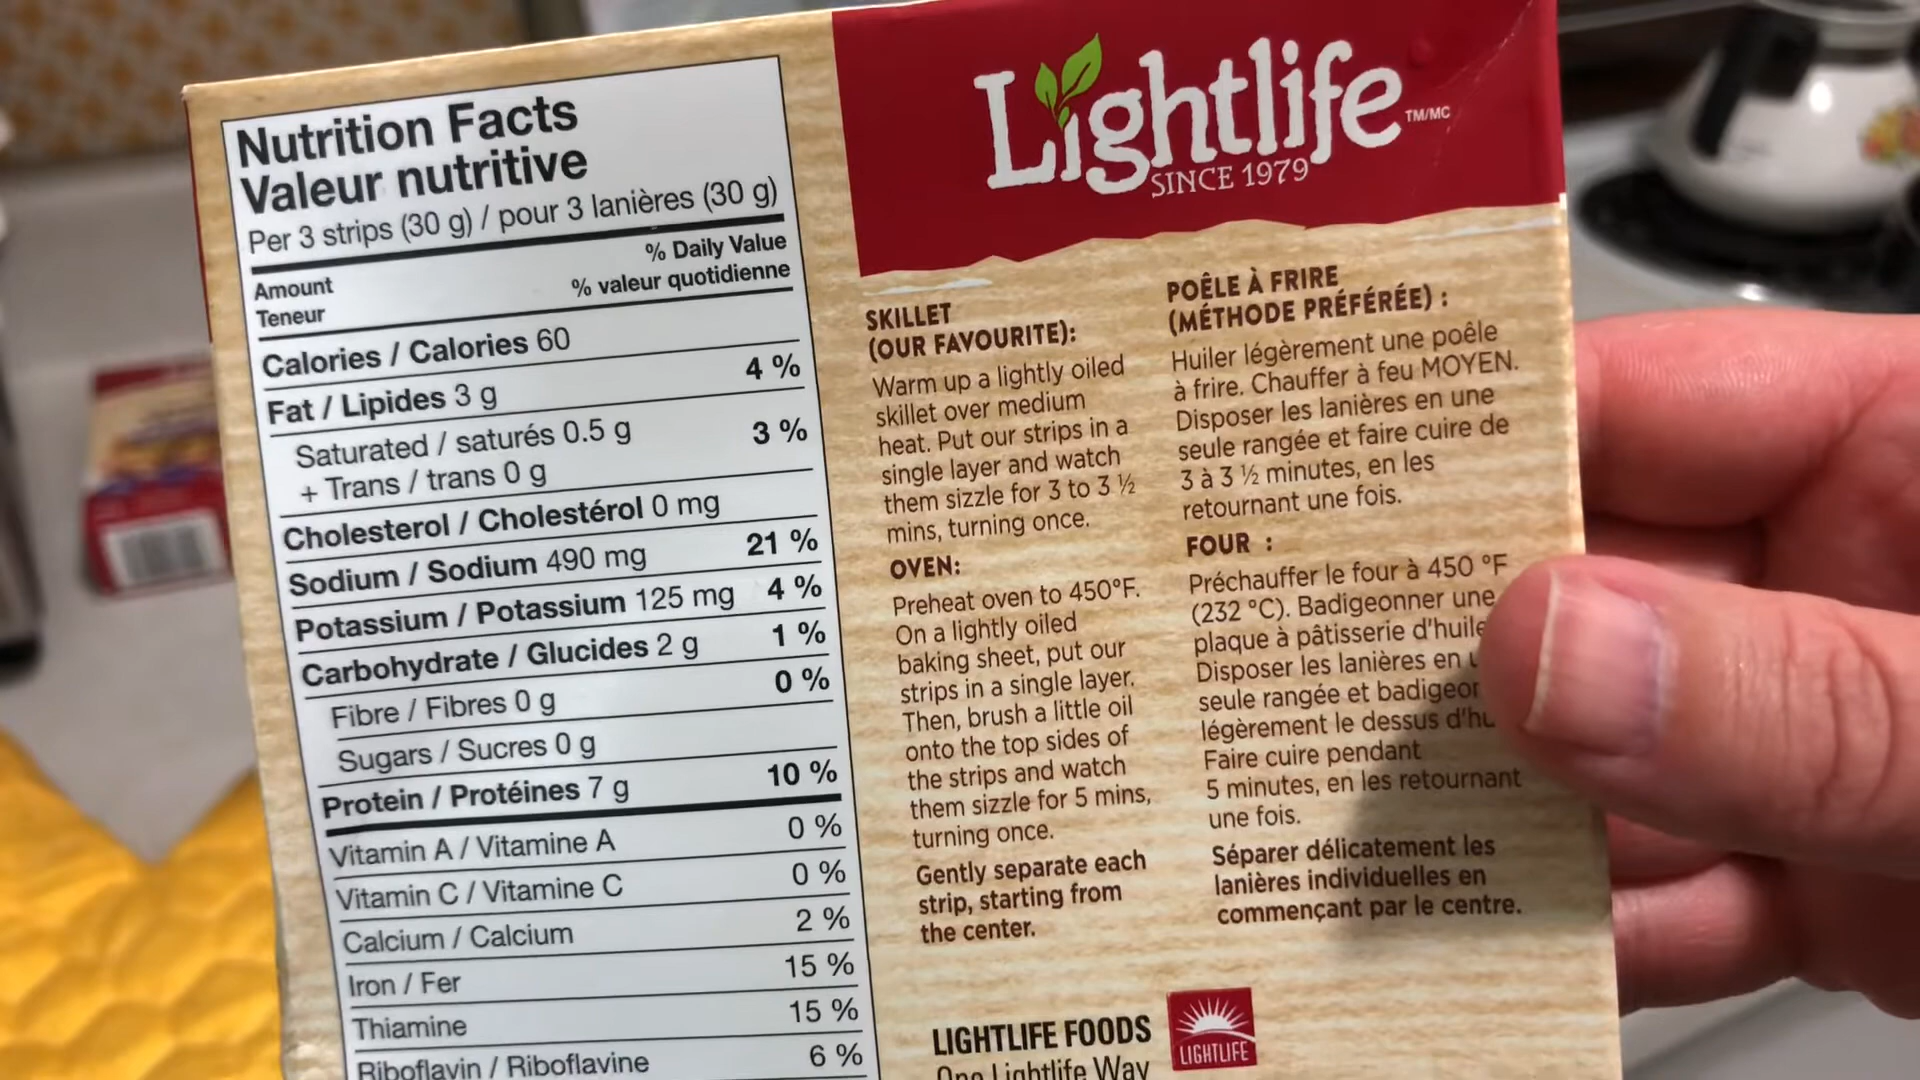 Nutrition Facts
Valeur nutritive
Per 3 strips (30 g) / pour 3 lanières (30 g)
Amount % Daily Value
Teneur % valeur quotidienne
Calories / Calories 60
Fat / Lipides 3 g 4 %
Saturated / saturés 0.5 g 3 %
+ Trans / trans 0 g
Cholesterol / Cholestérol 0 mg
Sodium / Sodium 490 mg 21 %
Potassium / Potassium 125 mg 4 %
Carbohydrate / Glucides 2 g 1 %
Fibre / Fibres 0 g 0 %
Sugars / Sucres 0 g
Protein / Protéines 7 g 10 %
Vitamin A / Vitamine A 0 %
Vitamin C / Vitamine C 0 %
Calcium / Calcium 2 %
Iron / Fer 15 %
Thiamine 15 %
Riboflavin / Riboflavine 6 %
Lightlife TM/MC
SINCE 1979
SKILLET
(OUR FAVOURITE):
Warm up a lightly oiled
skillet over medium
heat. Put our strips in a
single layer and watch
them sizzle for 3 to 3 ½
mins, turning once.
OVEN:
Preheat oven to 450°F.
On a lightly oiled
baking sheet, put our
strips in a single layer.
Then, brush a little oil
onto the top sides of
the strips and watch
them sizzle for 5 mins,
turning once.
Gently separate each
strip, starting from
the center.
POÊLE À FRIRE
(MÉTHODE PRÉFÉRÉE) :
Huiler légèrement une poêle
à frire. Chauffer à feu MOYEN.
Disposer les lanières en une
seule rangée et faire cuire de
3 à 3 ½ minutes, en les
retournant une fois.
FOUR :
Préchauffer le four à 450 °F
(232 °C). Badigeonner une
plaque à pâtisserie d'huile
Disposer les lanières en
seule rangée et
légèrement le dessus
Faire cuire pendant
5 minutes, en les retournant
une fois.
Séparer délicatement les
lanières individuelles en
commençant par le centre.
LIGHTLIFE FOODS
One Lightlife Way
LIGHTLIFE